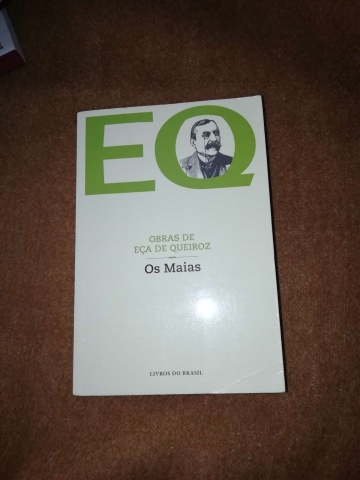 EQ
OBRAS DE
EÇA DE QUEIROZ
Os Maias
LIVROS DO BRASIL